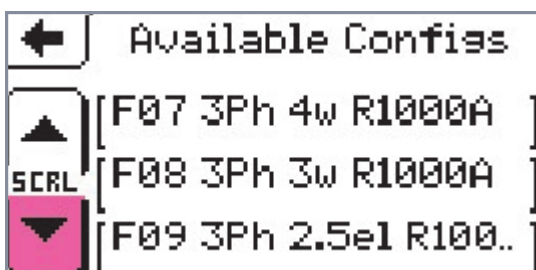 Available Configs
[F07 3Ph 4w R1000A ]
SCRL
[F08 3Ph 3w R1000A ]
[F09 3Ph 2.5el R100.. ]